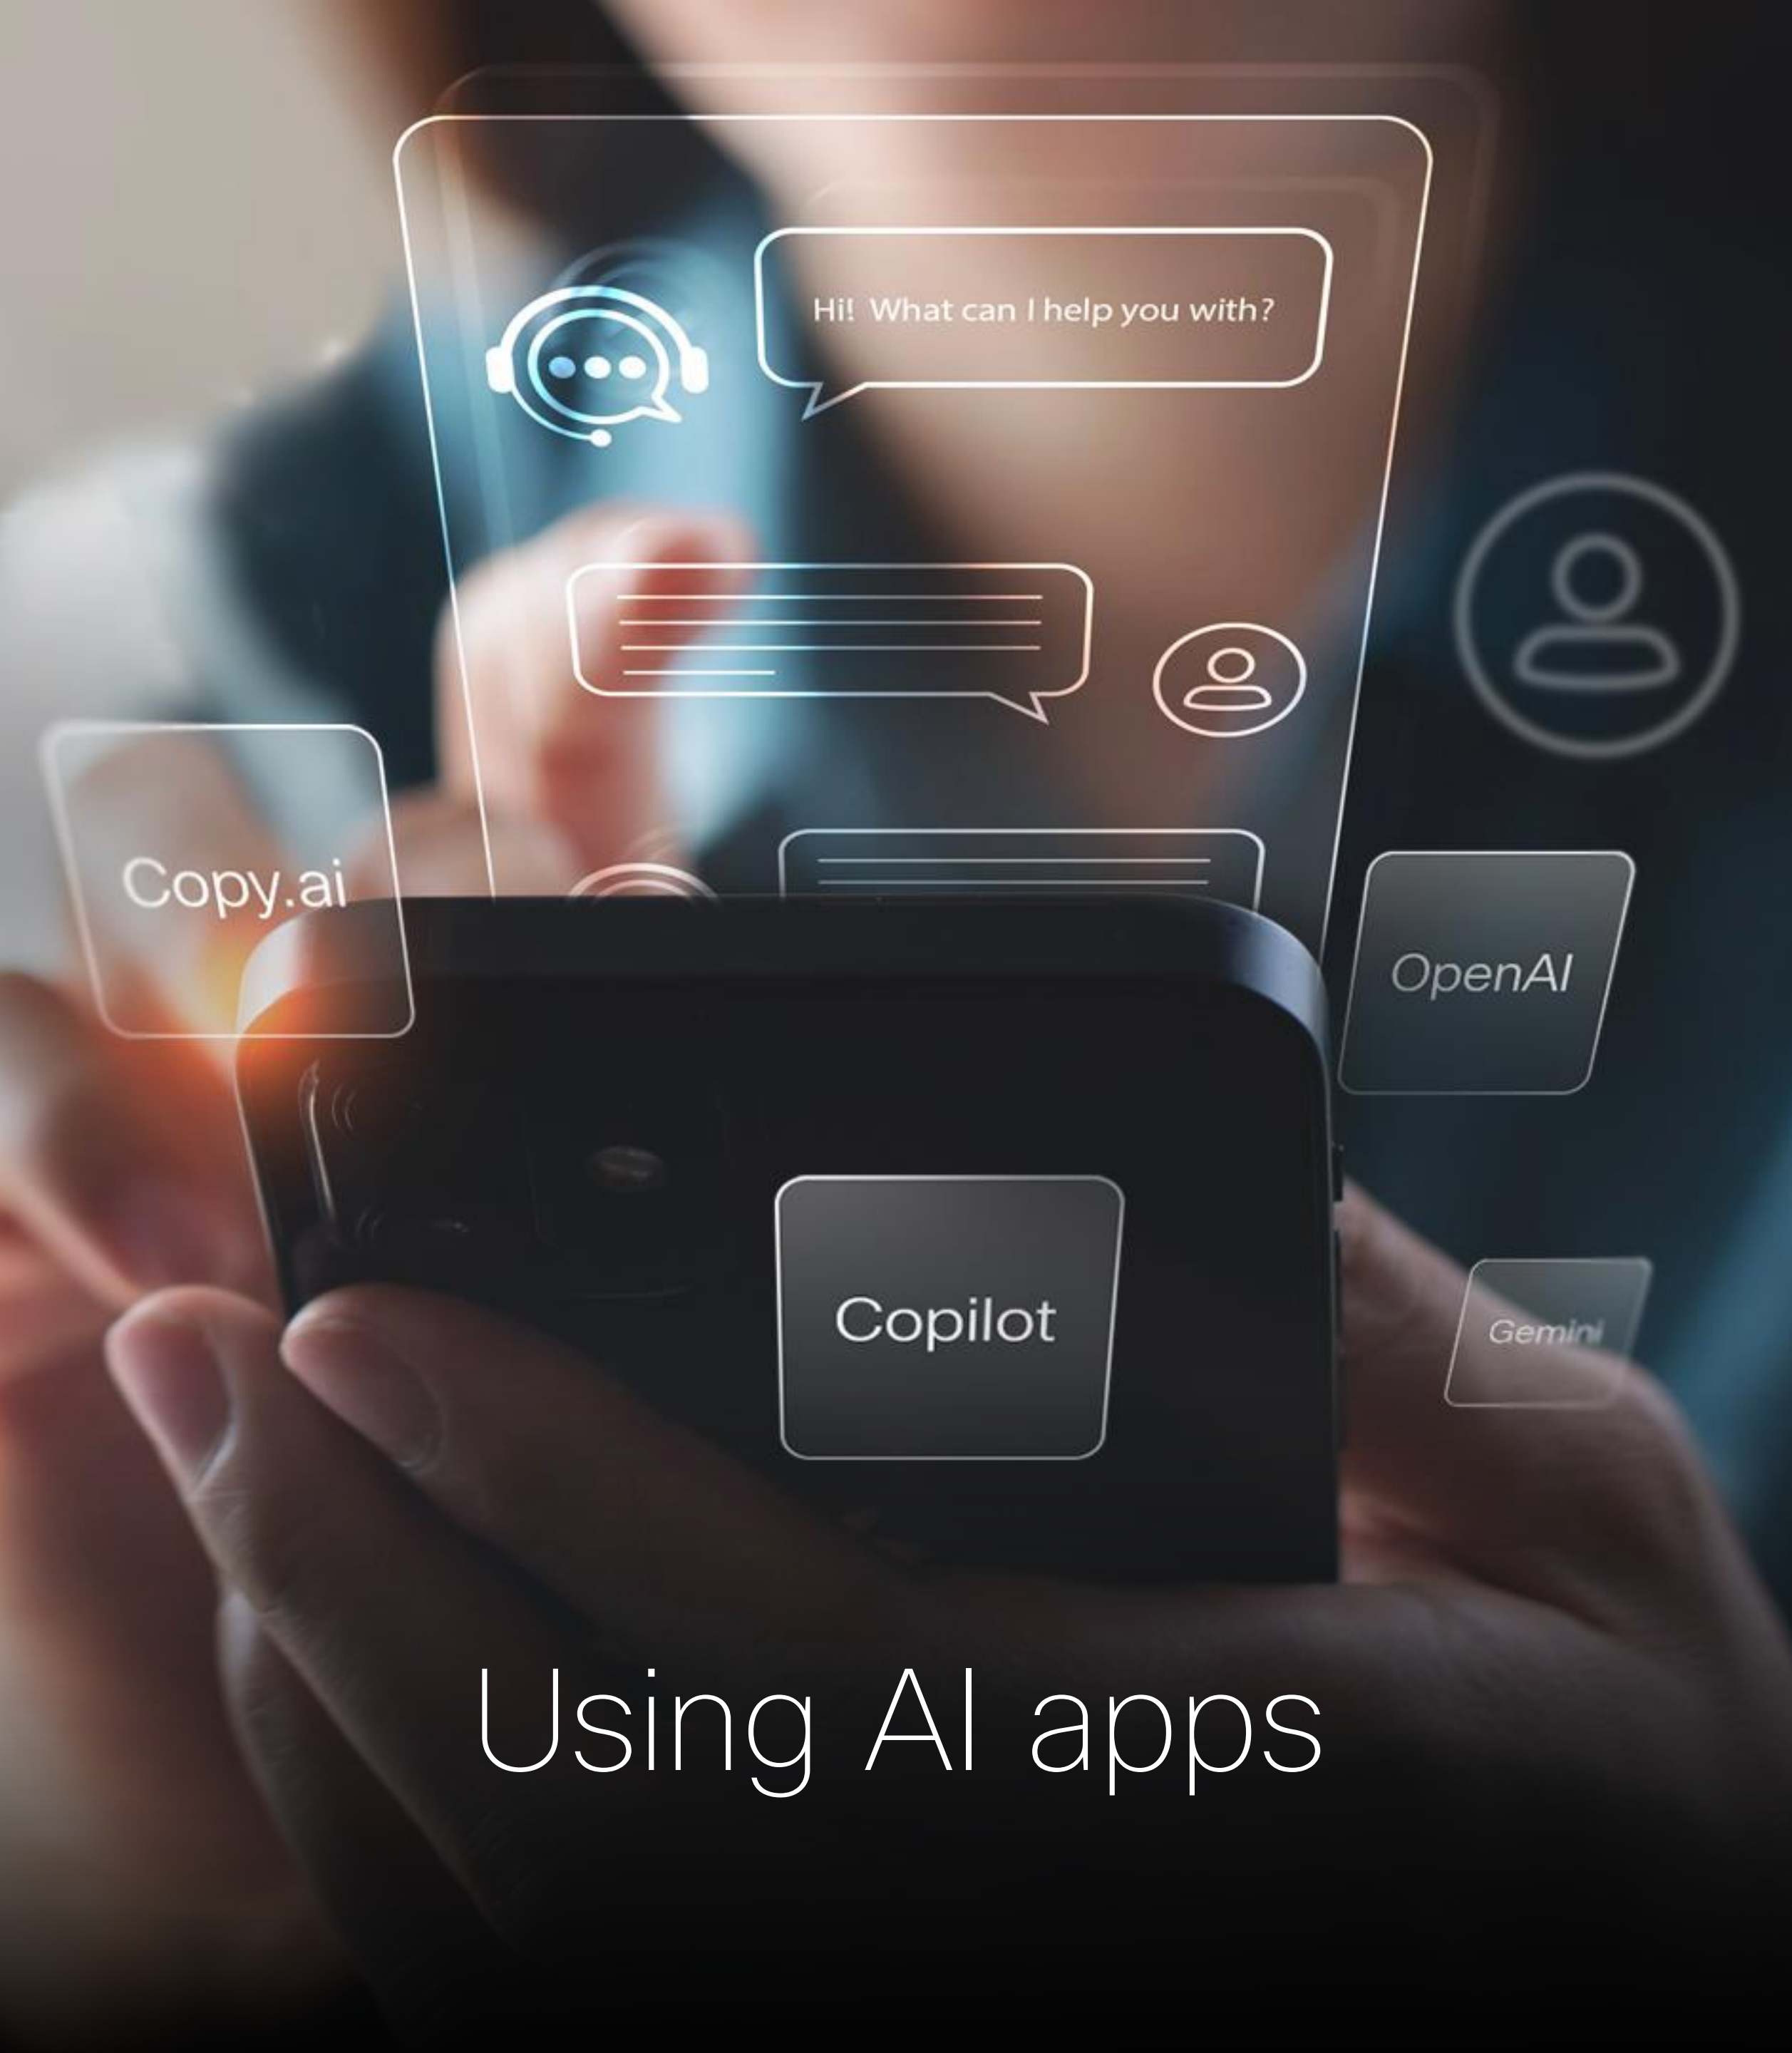 Hi! What can I help you with?
Copy.ai
OpenAI
Copilot
Gemini
Using AI apps